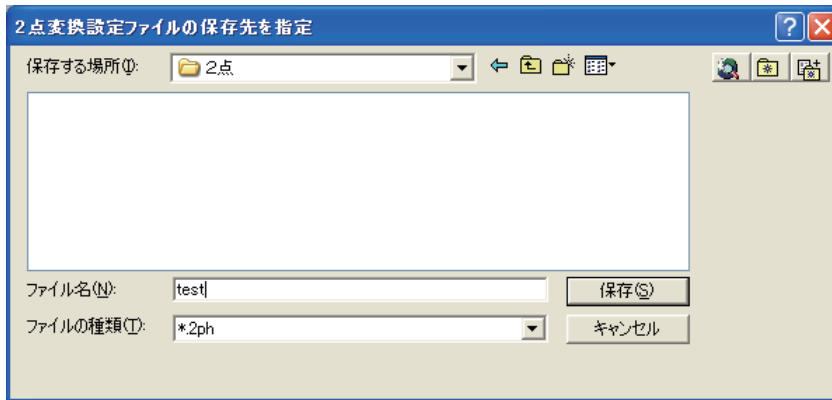 2点変換設定ファイルの保存先を指定
保存する場所(I):
2点
ファイル名(N):
test
保存(S)
ファイルの種類(T):
*.2ph
キャンセル